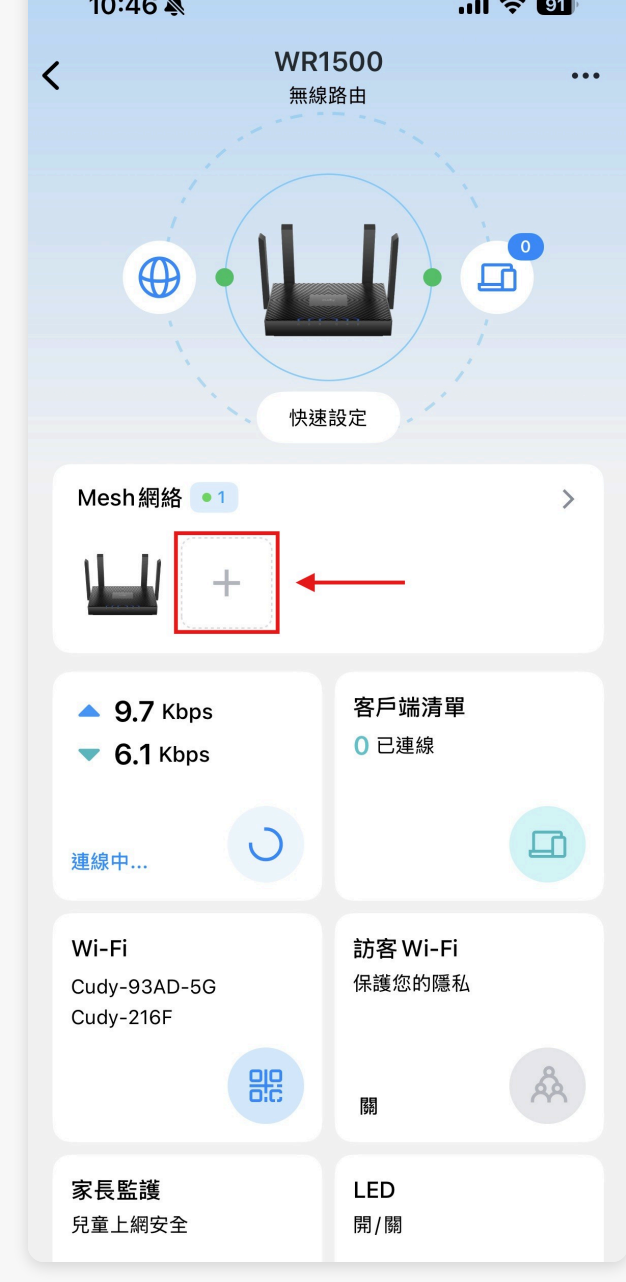 10:46
91
WR1500
無線路由
0
快速設定
Mesh網絡 1
9.7 Kbps
6.1 Kbps
連線中...
客戶端清單
0 已連線
Wi-Fi
Cudy-93AD-5G
Cudy-216F
訪客 Wi-Fi
保護您的隱私
關
家長監護
兒童上網安全
LED
開/關